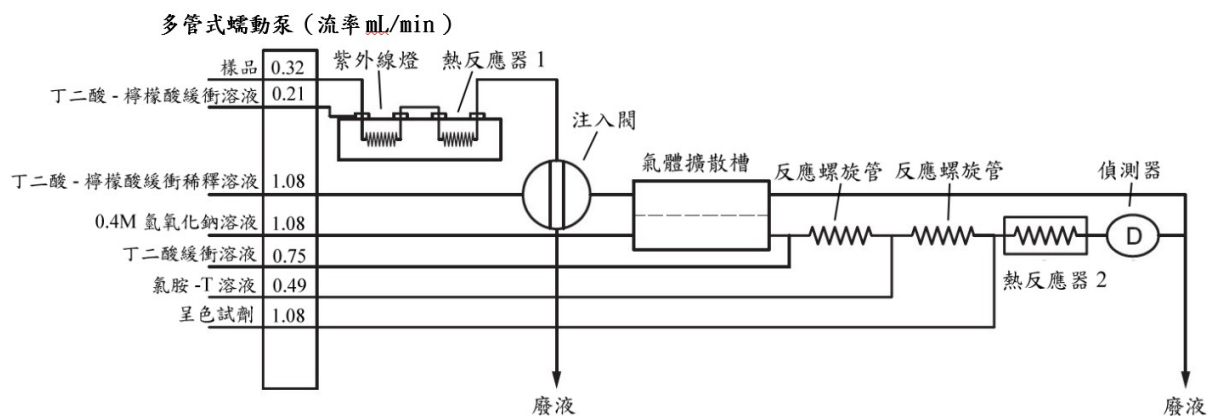 多管式蠕動泵（流率 mL/min）
樣品 0.32
紫外線燈
熱反應器 1
丁二酸-檸檬酸緩衝溶液 0.21
注入閥
氣體擴散槽
反應螺旋管
反應螺旋管
偵測器
丁二酸-檸檬酸緩衝稀釋溶液 1.08
0.4M 氫氧化鈉溶液 1.08
D
丁二酸緩衝溶液 0.75
氯胺-T 溶液 0.49
熱反應器 2
呈色試劑 1.08
廢液
廢液